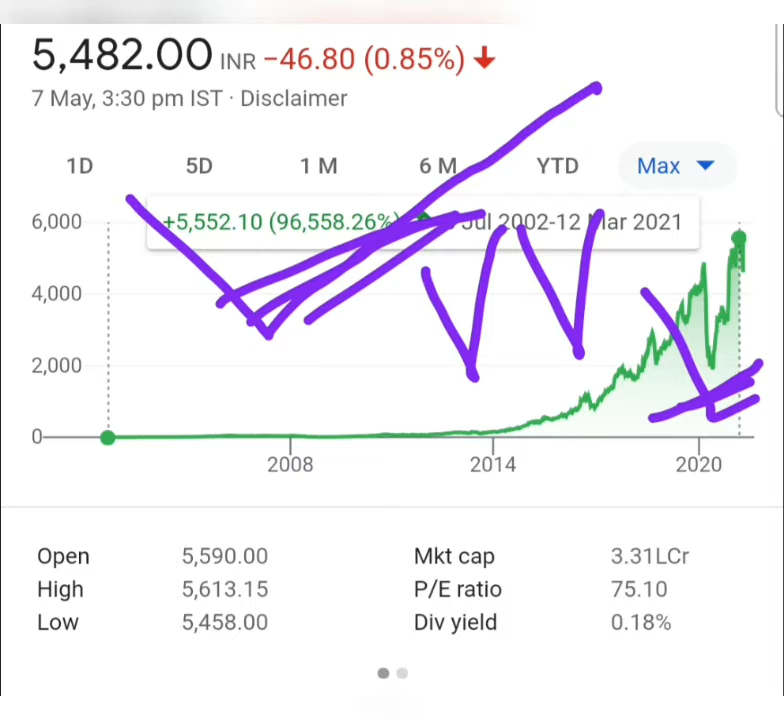 5,482.00 INR −46.80 (0.85%)
7 May, 3:30 pm IST · Disclaimer
1D 5D 1 M 6 M YTD Max
+5,552.10 (96,558.26%) Jul 2002-12 Mar 2021
6,000
4,000
2,000
0
2008 2014 2020
Open 5,590.00 Mkt cap 3.31LCr
High 5,613.15 P/E ratio 75.10
Low 5,458.00 Div yield 0.18%